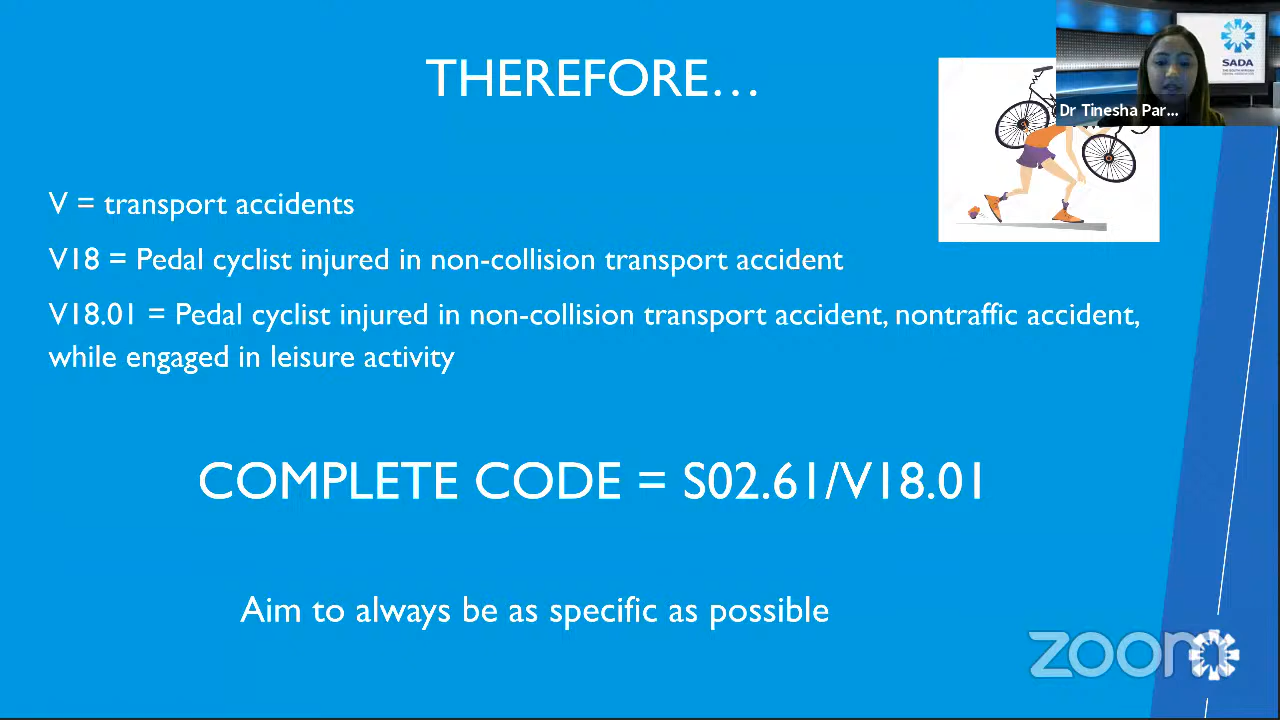 THEREFORE…
SADA
Dr Tinesha Par...
V = transport accidents
V18 = Pedal cyclist injured in non-collision transport accident
V18.01 = Pedal cyclist injured in non-collision transport accident, nontraffic accident,
while engaged in leisure activity
COMPLETE CODE = S02.61/V18.01
Aim to always be as specific as possible
zoom